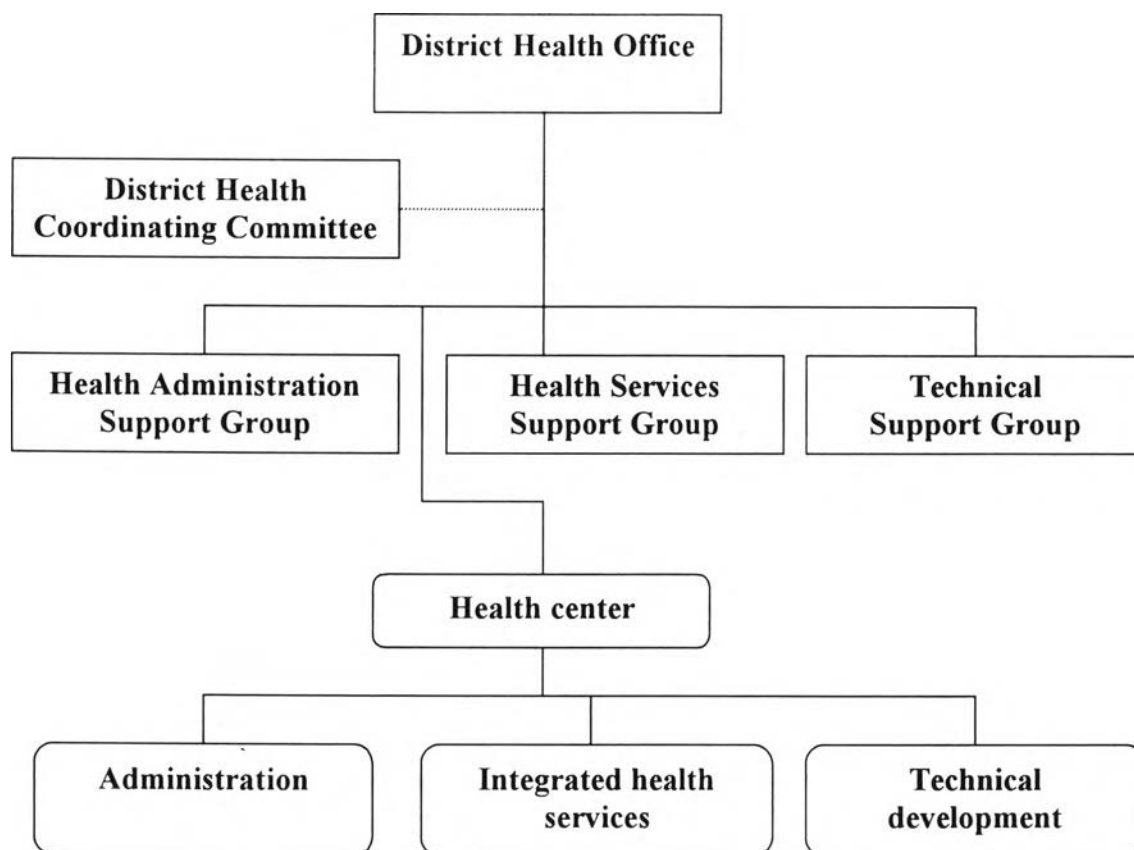 District Health Office
District Health
Coordinating Committee
Health Administration
Support Group
Health Services
Support Group
Technical
Support Group
Health center
Administration
Integrated health
services
Technical
development